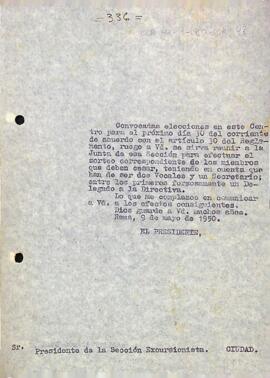 - 336 -
Convocadas elecciones en este Cen-
tro para el próximo día 30 del corriente
de acuerdo con el artículo 30 del Regla-
mento, ruego a Vd. se sirva reunir a la
Junta de esa Sección para efectuar el
sorteo correspondiente de los miembros
que deben cesar, teniendo en cuenta que
han de ser dos Vocales y un Secretario;
entre los primeros forzosamente un De-
legado a la Directiva.
Lo que me complazco en comunicar
a Vd. a los efectos consiguientes.
Dios guarde a Vd. muchos años.
9 de mayo de 1950.
EL PRESIDENTE,
Sr. Presidente de la Sección Excursionista. CIUDAD.